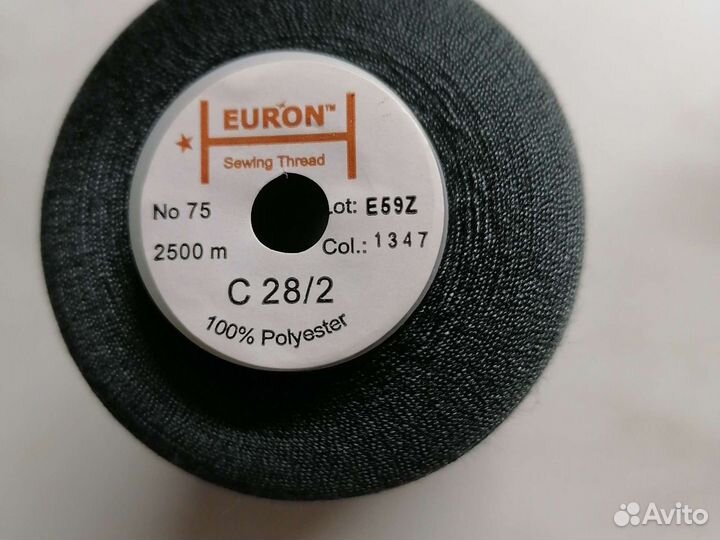 EURON™
Sewing Thread
No 75
Lot: E59Z
2500 m
Col.: 1347
C 28/2
100% Polyester
Avito